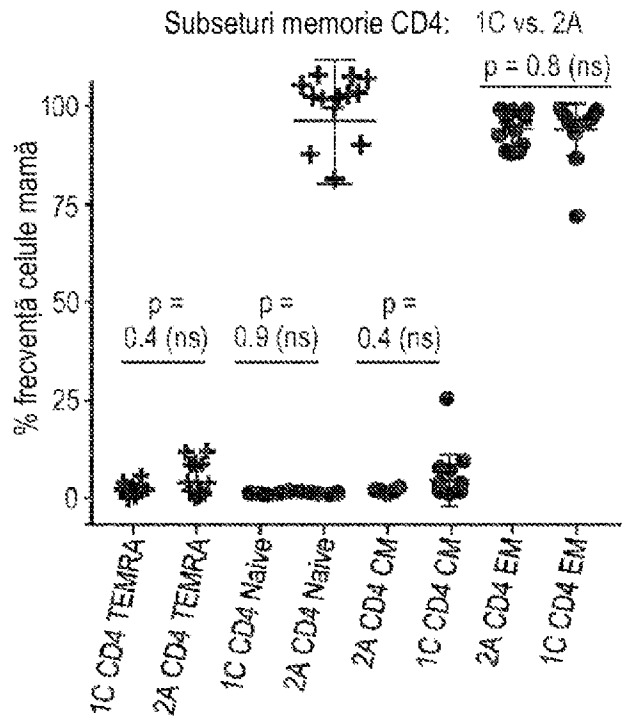 Subseturi memorie CD4: 1C vs. 2A
p = 0.8 (ns)
% frecvență celule mamă
100
75
50
25
0
p =
0.4 (ns)
p =
0.9 (ns)
p =
0.4 (ns)
1C CD4 TEMRA
2A CD4 TEMRA
1C CD4 Naive
2A CD4 Naive
2A CD4 CM
1C CD4 CM
2A CD4 EM
1C CD4 EM